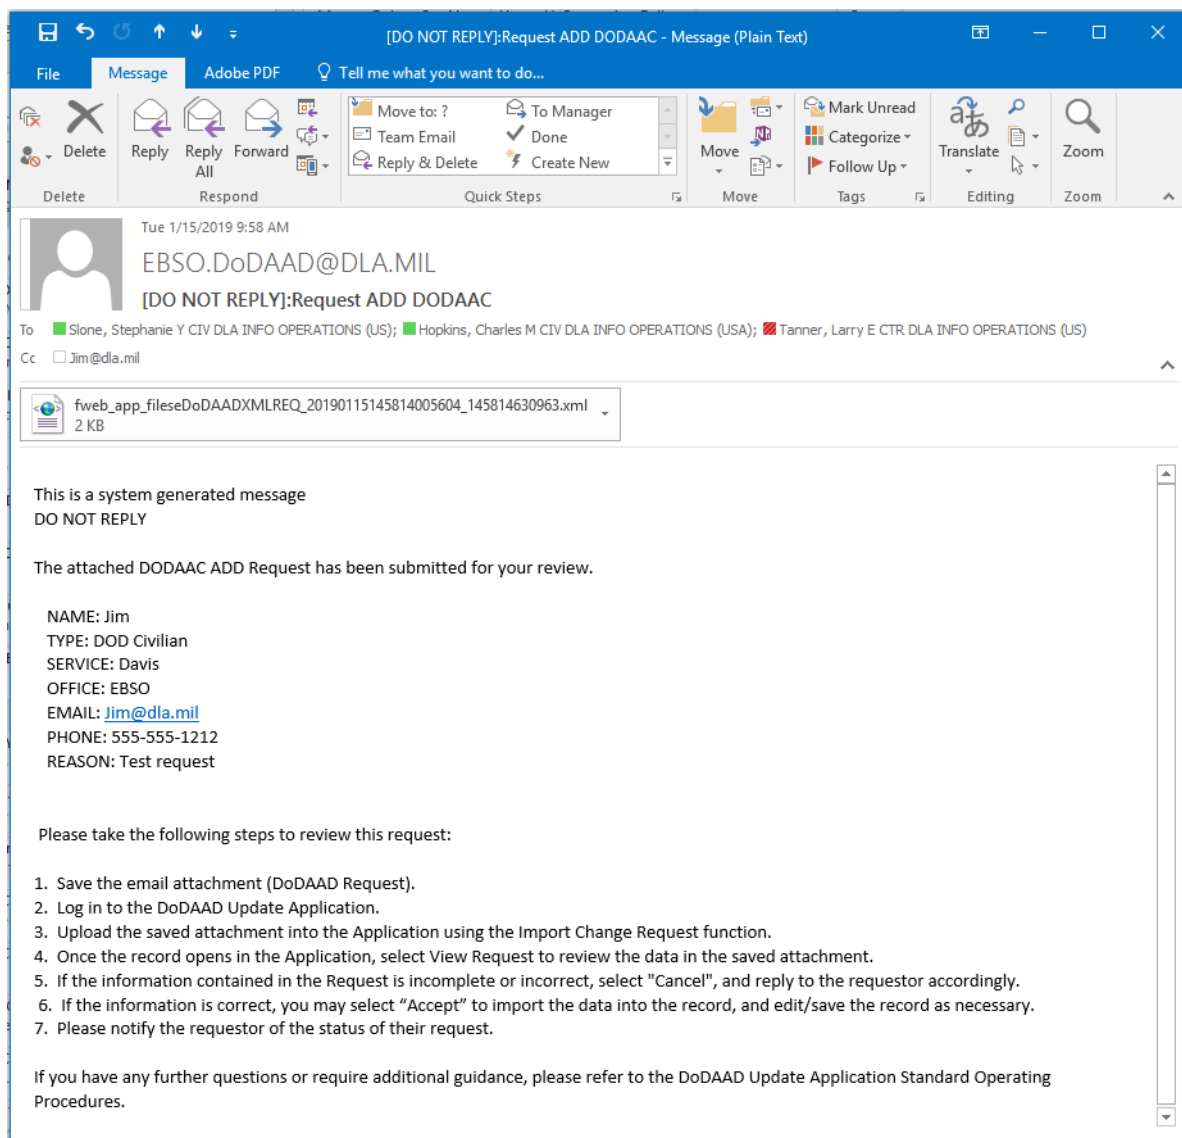 [DO NOT REPLY]:Request ADD DODAAC - Message (Plain Text)
File Message Adobe PDF Tell me what you want to do...
Delete
Reply
Reply All
Forward
Move to: ?
To Manager
Team Email
Done
Reply & Delete
Create New
Move
Mark Unread
Categorize
Follow Up
Translate
Zoom
Delete Respond Quick Steps Move Tags Editing Zoom
Tue 1/15/2019 9:58 AM
EBSO.DoDAAD@DLA.MIL
[DO NOT REPLY]:Request ADD DODAAC
To Slone, Stephanie Y CIV DLA INFO OPERATIONS (US); Hopkins, Charles M CIV DLA INFO OPERATIONS (USA); Tanner, Larry E CTR DLA INFO OPERATIONS (US)
Cc Jim@dla.mil
fweb_app_fileseDoDAADXMLREQ_20190115145814005604_145814630963.xml
2 KB
This is a system generated message
DO NOT REPLY
The attached DODAAC ADD Request has been submitted for your review.
NAME: Jim
TYPE: DOD Civilian
SERVICE: Davis
OFFICE: EBSO
EMAIL: Jim@dla.mil
PHONE: 555-555-1212
REASON: Test request
Please take the following steps to review this request:
1. Save the email attachment (DoDAAD Request).
2. Log in to the DoDAAD Update Application.
3. Upload the saved attachment into the Application using the Import Change Request function.
4. Once the record opens in the Application, select View Request to review the data in the saved attachment.
5. If the information contained in the Request is incomplete or incorrect, select "Cancel", and reply to the requestor accordingly.
6. If the information is correct, you may select “Accept” to import the data into the record, and edit/save the record as necessary.
7. Please notify the requestor of the status of their request.
If you have any further questions or require additional guidance, please refer to the DoDAAD Update Application Standard Operating
Procedures.